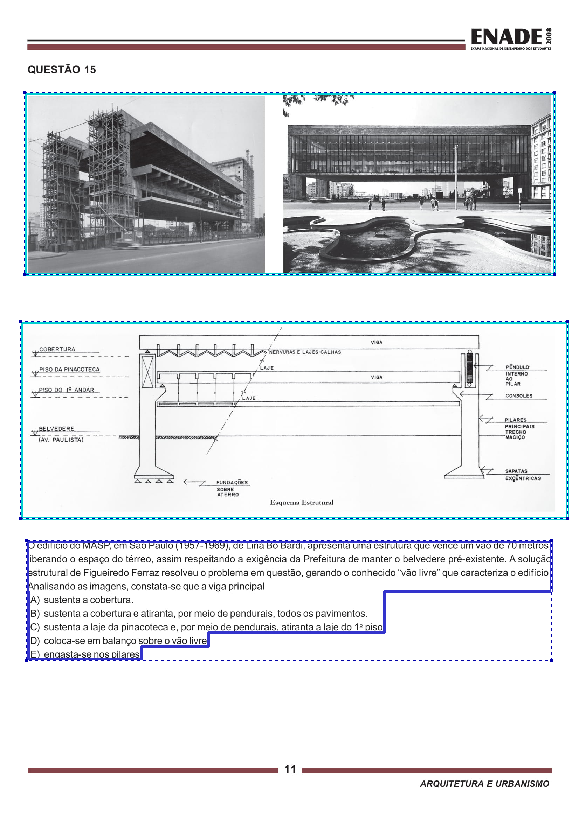 ENADE 2008
EXAME NACIONAL DE DESEMPENHO DOS ESTUDANTES
QUESTÃO 15
COBERTURA
PISO DA PINACOTECA
PISO DO 1º ANDAR
BELVEDERE
(AV. PAULISTA)
VIGA
NERVURAS E LAJES-CALHAS
LAJE
VIGA
LAJE
FUNDAÇÕES
SOBRE
ATERRO
PÊNDULO
INTERNO
AO
PILAR
CONSOLES
PILARES
PRINCIPAIS
TRECHO
MACIÇO
SAPATAS
EXCÊNTRICAS
Esquema Estrutural
O edifício do MASP, em São Paulo (1957-1969), de Lina Bo Bardi, apresenta uma estrutura que vence um vão de 70 metros,
liberando o espaço do térreo, assim respeitando a exigência da Prefeitura de manter o belvedere pré-existente. A solução
estrutural de Figueiredo Ferraz resolveu o problema em questão, gerando o conhecido “vão livre” que caracteriza o edifício.
Analisando as imagens, constata-se que a viga principal
A) sustenta a cobertura.
B) sustenta a cobertura e atiranta, por meio de pendurais, todos os pavimentos.
C) sustenta a laje da pinacoteca e, por meio de pendurais, atiranta a laje do 1º piso
D) coloca-se em balanço sobre o vão livre
E) engasta-se nos pilares
11
ARQUITETURA E URBANISMO